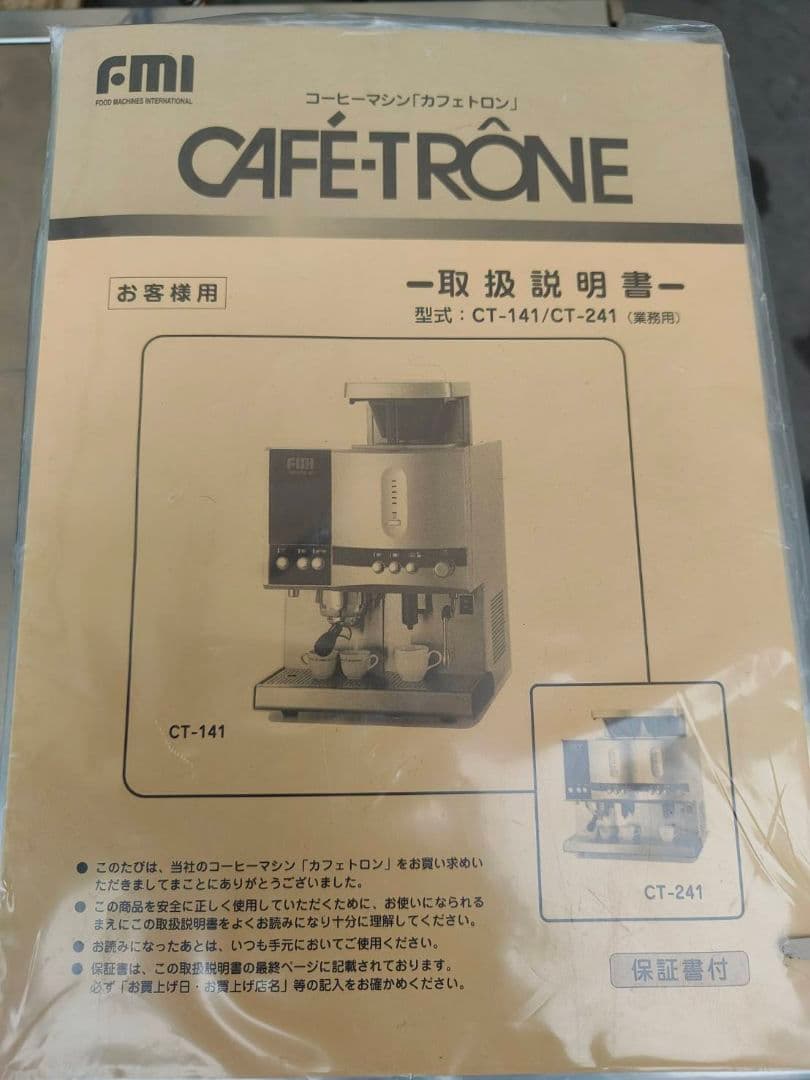 FMI
FOOD MACHINES INTERNATIONAL
コーヒーマシン「カフェトロン」
CAFÉ-TRÔNE
お客様用
ー取扱説明書ー
型式：CT-141/CT-241（業務用）
FMI
CT-141
CT-241
● このたびは、当社のコーヒーマシン「カフェトロン」をお買い求めい
ただきましてまことにありがとうございました。
● この商品を安全に正しく使用していただくために、お使いになられる
まえにこの取扱説明書をよくお読みになり十分に理解してください。
● お読みになったあとは、いつも手元においてご使用ください。
● 保証書は、この取扱説明書の最終ページに記載されております。
必ず「お買上げ日・お買上げ店名」等の記入をお確かめください。
保証書付